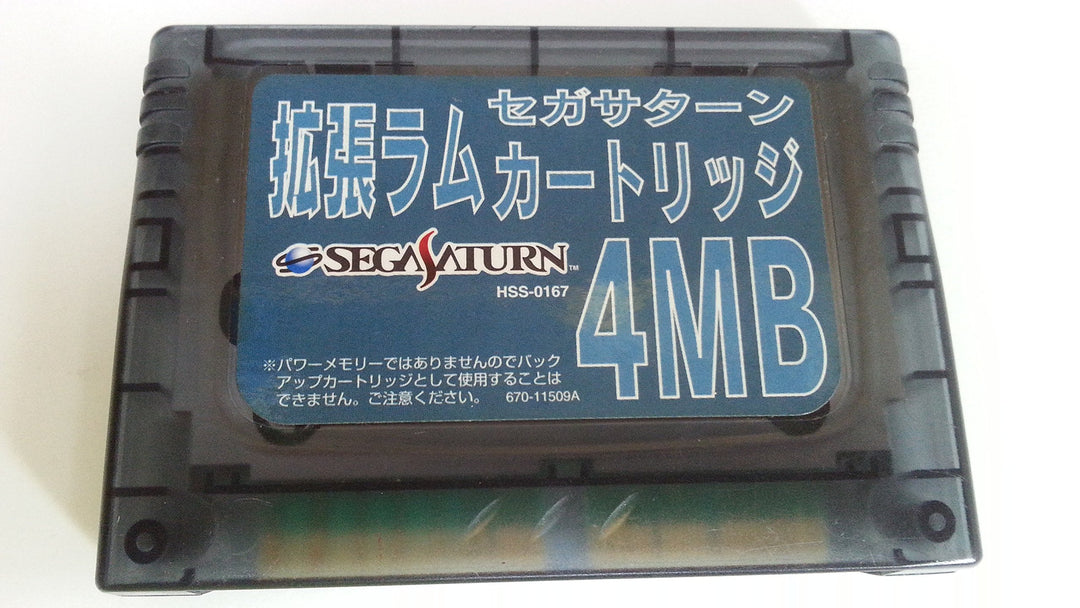 セガサターン
拡張ラムカートリッジ
SEGA SATURN™
HSS-0167
4MB
※パワーメモリーではありませんのでバック
アップカートリッジとして使用することは
できません。ご注意ください。 670-11509A